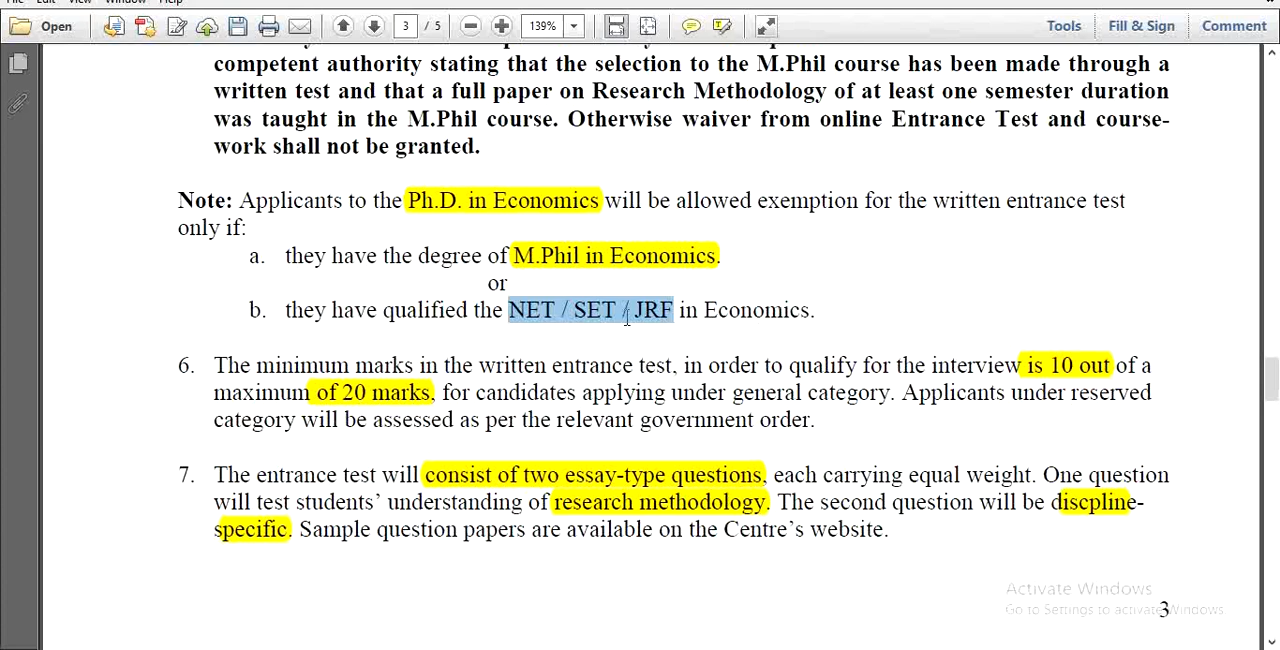 File Edit View Window Help
Open 3 / 5 139% Tools Fill & Sign Comment
competent authority stating that the selection to the M.Phil course has been made through a
written test and that a full paper on Research Methodology of at least one semester duration
was taught in the M.Phil course. Otherwise waiver from online Entrance Test and course-
work shall not be granted.
Note: Applicants to the Ph.D. in Economics will be allowed exemption for the written entrance test
only if:
a. they have the degree of M.Phil in Economics.
or
b. they have qualified the NET / SET / JRF in Economics.
6. The minimum marks in the written entrance test, in order to qualify for the interview is 10 out of a
maximum of 20 marks, for candidates applying under general category. Applicants under reserved
category will be assessed as per the relevant government order.
7. The entrance test will consist of two essay-type questions, each carrying equal weight. One question
will test students’ understanding of research methodology. The second question will be discpline-
specific. Sample question papers are available on the Centre’s website.
Activate Windows
Go to Settings to activate Windows
3